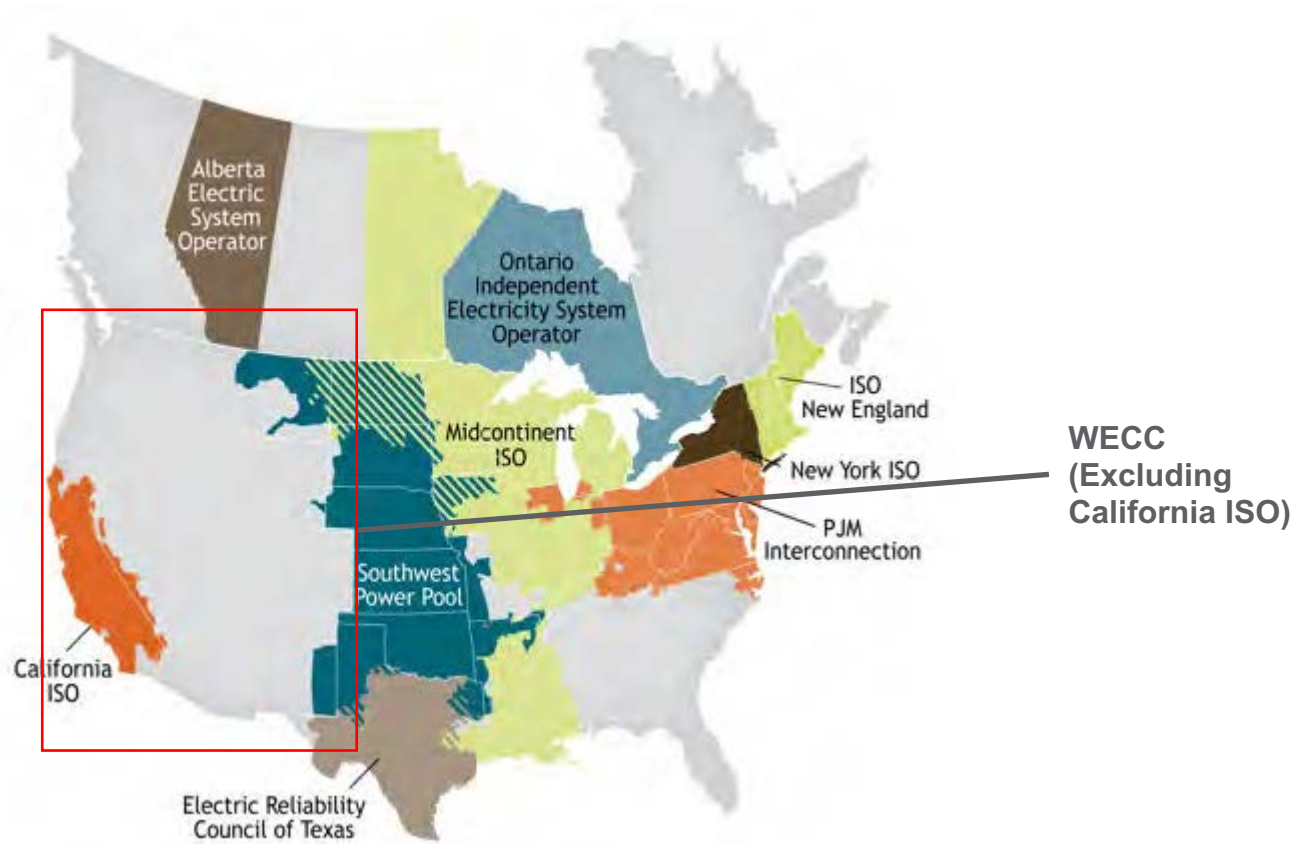 Alberta
Electric
System
Operator
Ontario
Independent
Electricity System
Operator
ISO
New England
Midcontinent
ISO
New York ISO
WECC
(Excluding
California ISO)
PJM
Interconnection
Southwest
Power Pool
California
ISO
Electric Reliability
Council of Texas